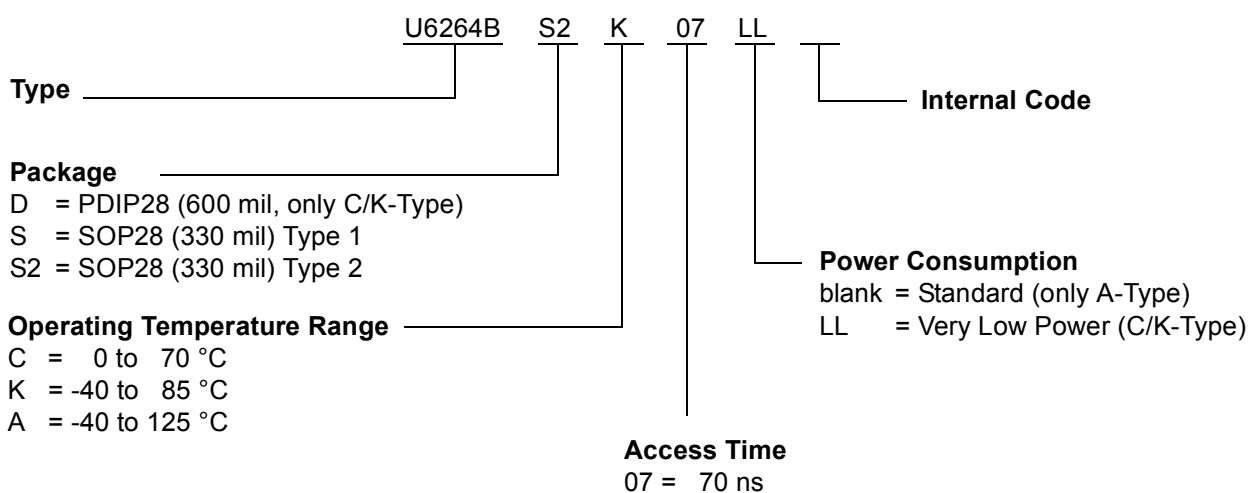 U6264B S2 K 07 LL
Type
Internal Code
Package
D = PDIP28 (600 mil, only C/K-Type)
S = SOP28 (330 mil) Type 1
S2 = SOP28 (330 mil) Type 2
Power Consumption
blank = Standard (only A-Type)
LL = Very Low Power (C/K-Type)
Operating Temperature Range
C = 0 to 70 °C
K = -40 to 85 °C
A = -40 to 125 °C
Access Time
07 = 70 ns